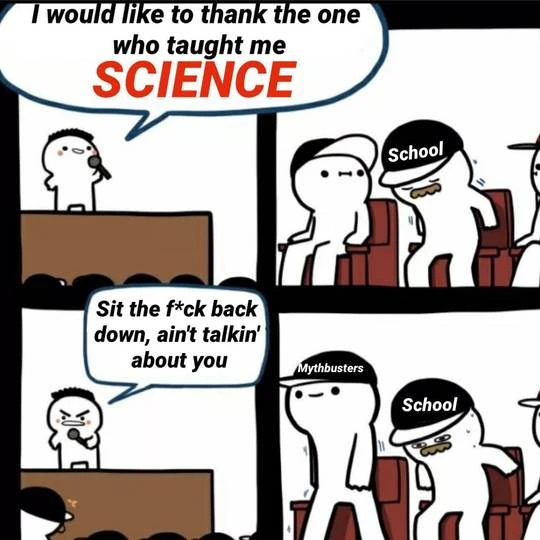 I would like to thank the one
who taught me
SCIENCE
School
Sit the f*ck back
down, ain't talkin'
about you
Mythbusters
School